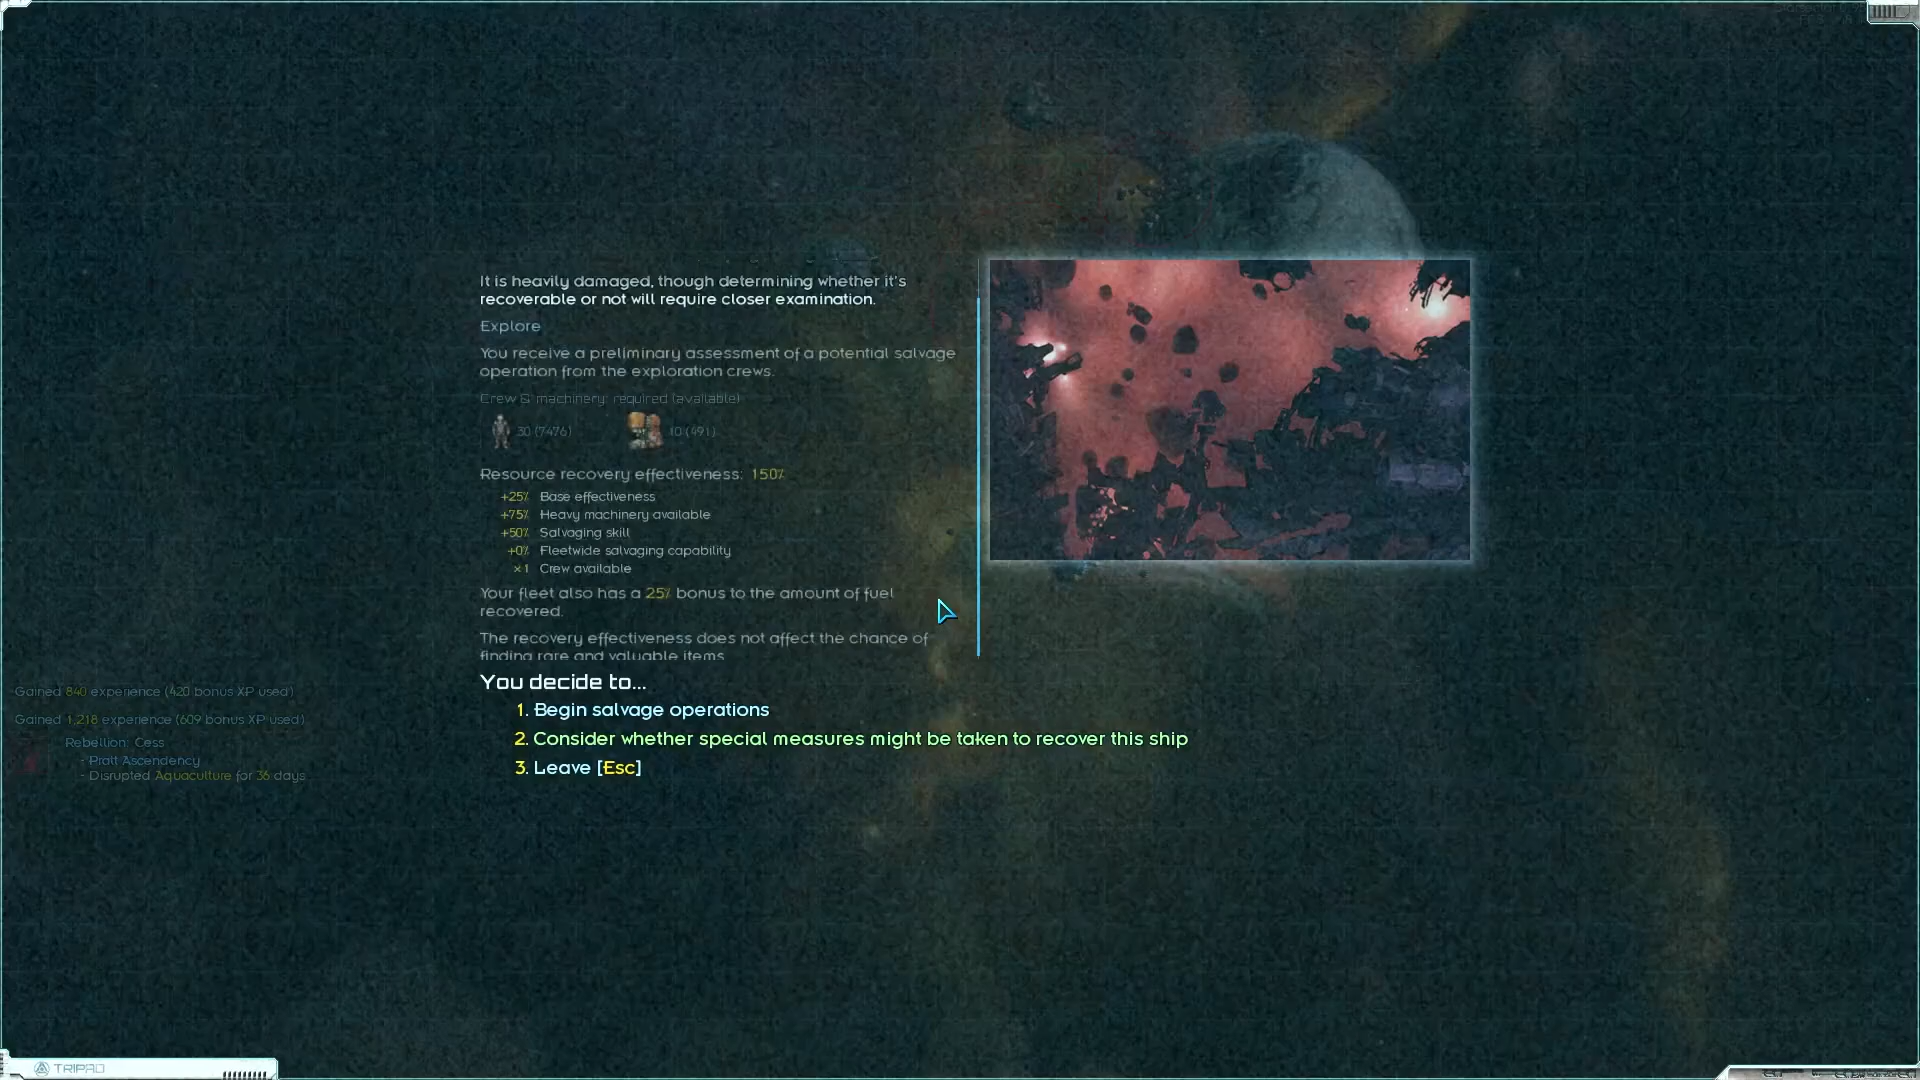 It is heavily damaged, though determining whether it's
recoverable or not will require closer examination.
Explore
You receive a preliminary assessment of a potential salvage
operation from the exploration crews.
Crew & machinery: required (available)
30 (7476) 10 (491)
Resource recovery effectiveness: 150%
+25% Base effectiveness
+75% Heavy machinery available
+50% Salvaging skill
+0% Fleetwide salvaging capability
×1 Crew available
Your fleet also has a 25% bonus to the amount of fuel
recovered.
The recovery effectiveness does not affect the chance of
finding rare and valuable items
You decide to...
1. Begin salvage operations
2. Consider whether special measures might be taken to recover this ship
3. Leave [Esc]
Gained 840 experience (420 bonus XP used)
Gained 1,218 experience (609 bonus XP used)
Rebellion: Cess
- Pratt Ascendency
- Disrupted Aquaculture for 36 days
TRIPAD